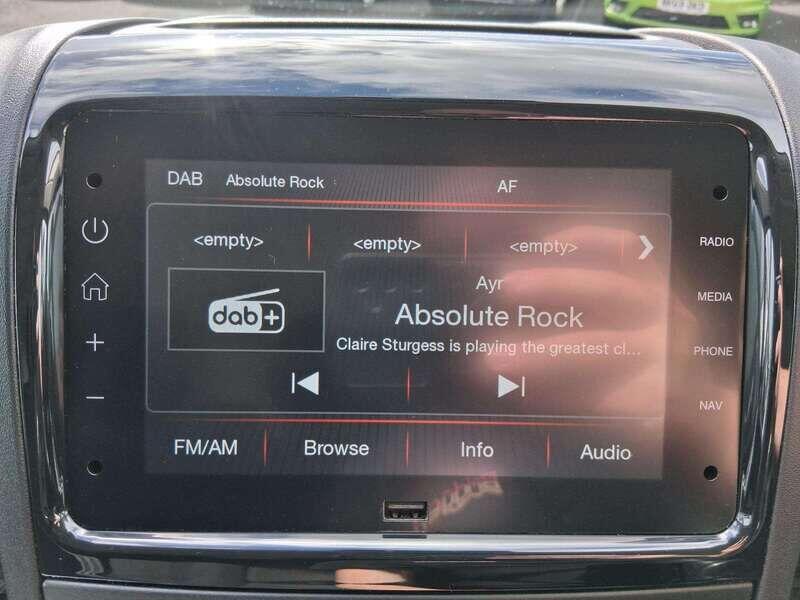 DAB Absolute Rock AF
<empty> <empty> <empty>
RADIO
dab+
Ayr
Absolute Rock
Claire Sturgess is playing the greatest cl...
MEDIA
PHONE
NAV
FM/AM Browse Info Audio